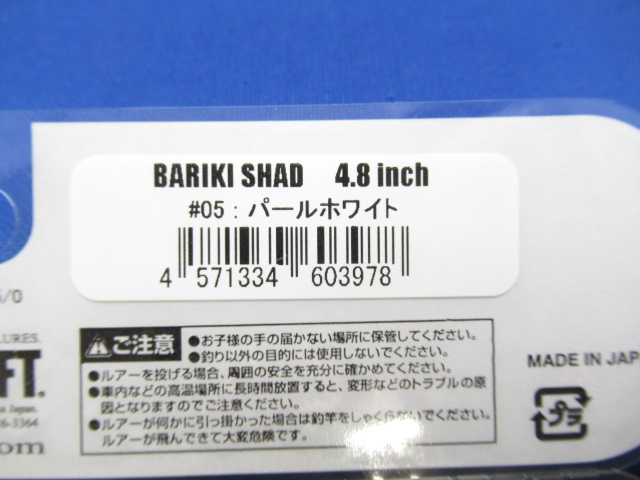 BARIKI SHAD 4.8 inch
#05：パールホワイト
4 571334 603978
5/0
LURES.
FT.
Japan.
6-3364
om
ご注意
●お子様の手の届かない場所に保管してください。
●釣り以外の目的には使用しないでください。
●ルアーを投げる場合、周囲の安全を充分に確かめてください。
●車内などの高温場所に長時間放置すると、変形などのトラブルの原
因となりますのでご注意ください。
●ルアーが何かに引っ掛かった場合は釣竿をしゃくらないでください。
ルアーが飛んできて大変危険です。
MADE IN JAP
プラ